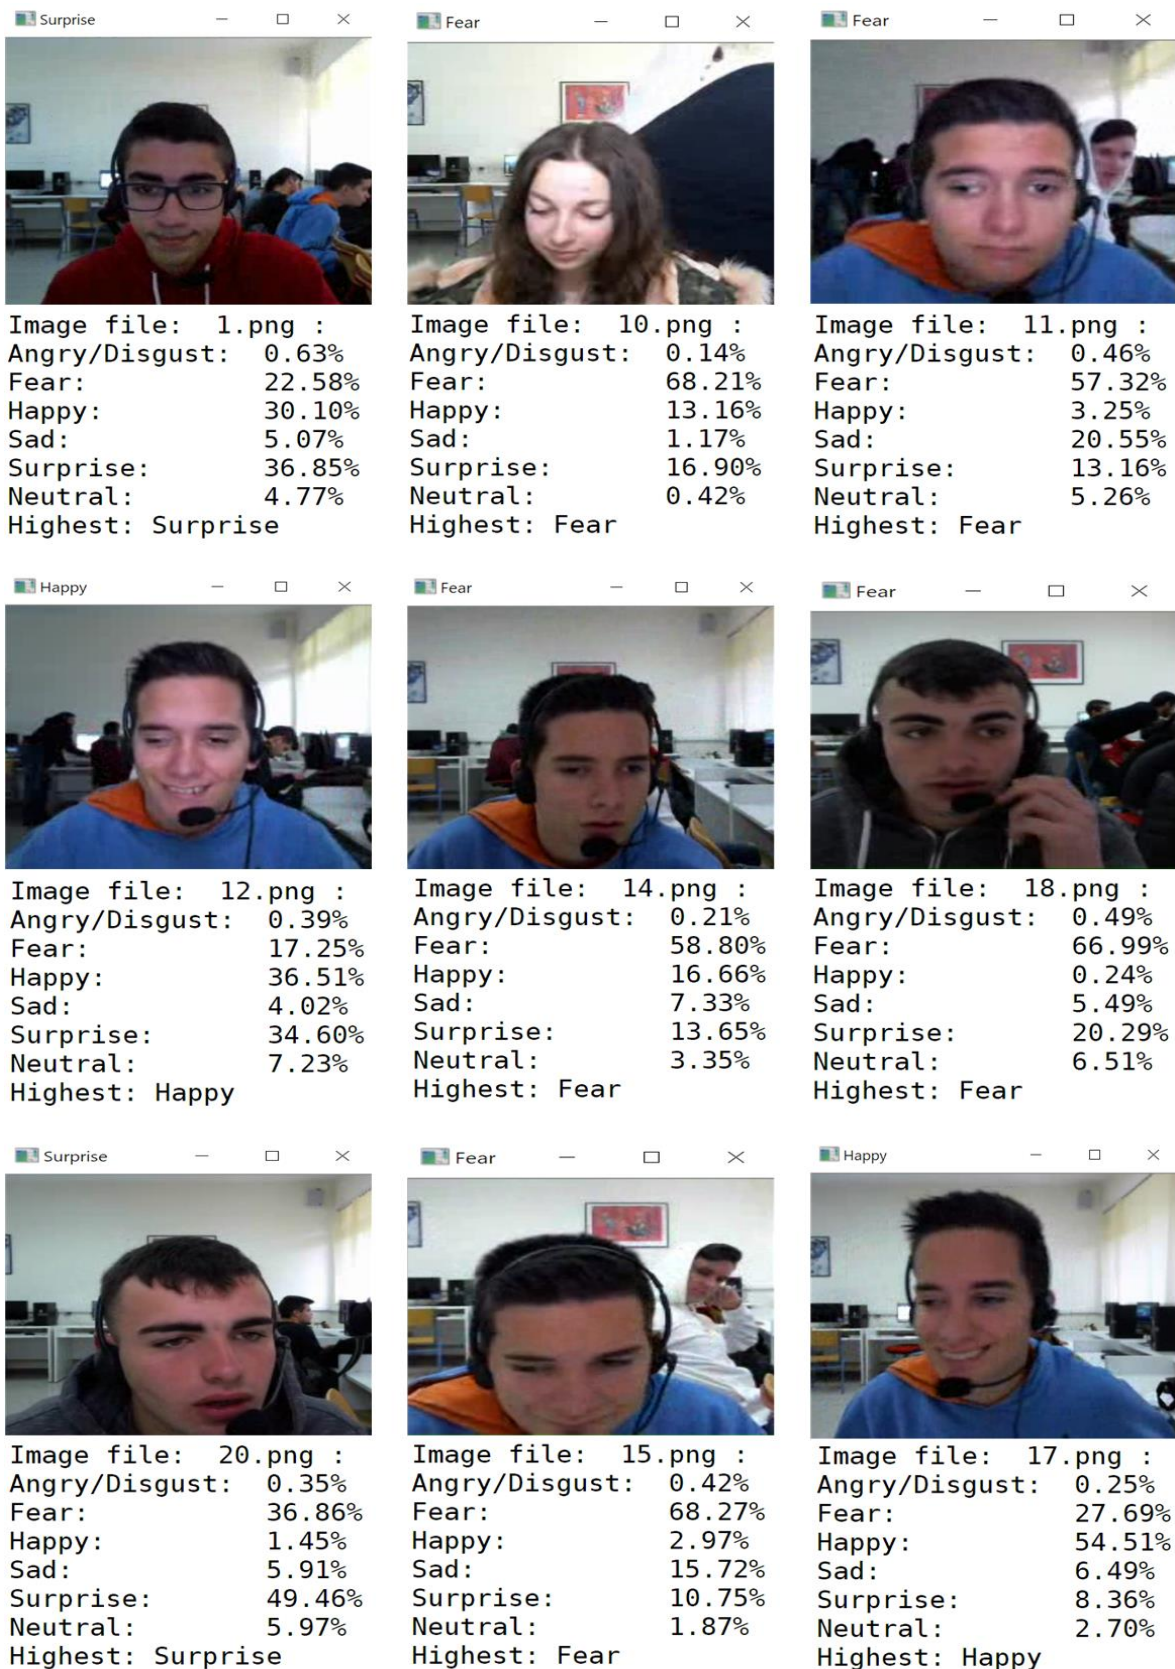 Surprise
Image file:  1.png :
Angry/Disgust:  0.63%
Fear:           22.58%
Happy:          30.10%
Sad:            5.07%
Surprise:       36.85%
Neutral:        4.77%
Highest: Surprise
Fear
Image file:  10.png :
Angry/Disgust:  0.14%
Fear:           68.21%
Happy:          13.16%
Sad:            1.17%
Surprise:       16.90%
Neutral:        0.42%
Highest: Fear
Fear
Image file:  11.png :
Angry/Disgust:  0.46%
Fear:           57.32%
Happy:          3.25%
Sad:            20.55%
Surprise:       13.16%
Neutral:        5.26%
Highest: Fear
Happy
Image file:  12.png :
Angry/Disgust:  0.39%
Fear:           17.25%
Happy:          36.51%
Sad:            4.02%
Surprise:       34.60%
Neutral:        7.23%
Highest: Happy
Fear
Image file:  14.png :
Angry/Disgust:  0.21%
Fear:           58.80%
Happy:          16.66%
Sad:            7.33%
Surprise:       13.65%
Neutral:        3.35%
Highest: Fear
Fear
Image file:  18.png :
Angry/Disgust:  0.49%
Fear:           66.99%
Happy:          0.24%
Sad:            5.49%
Surprise:       20.29%
Neutral:        6.51%
Highest: Fear
Surprise
Image file:  20.png :
Angry/Disgust:  0.35%
Fear:           36.86%
Happy:          1.45%
Sad:            5.91%
Surprise:       49.46%
Neutral:        5.97%
Highest: Surprise
Fear
Image file:  15.png :
Angry/Disgust:  0.42%
Fear:           68.27%
Happy:          2.97%
Sad:            15.72%
Surprise:       10.75%
Neutral:        1.87%
Highest: Fear
Happy
Image file:  17.png :
Angry/Disgust:  0.25%
Fear:           27.69%
Happy:          54.51%
Sad:            6.49%
Surprise:       8.36%
Neutral:        2.70%
Highest: Happy